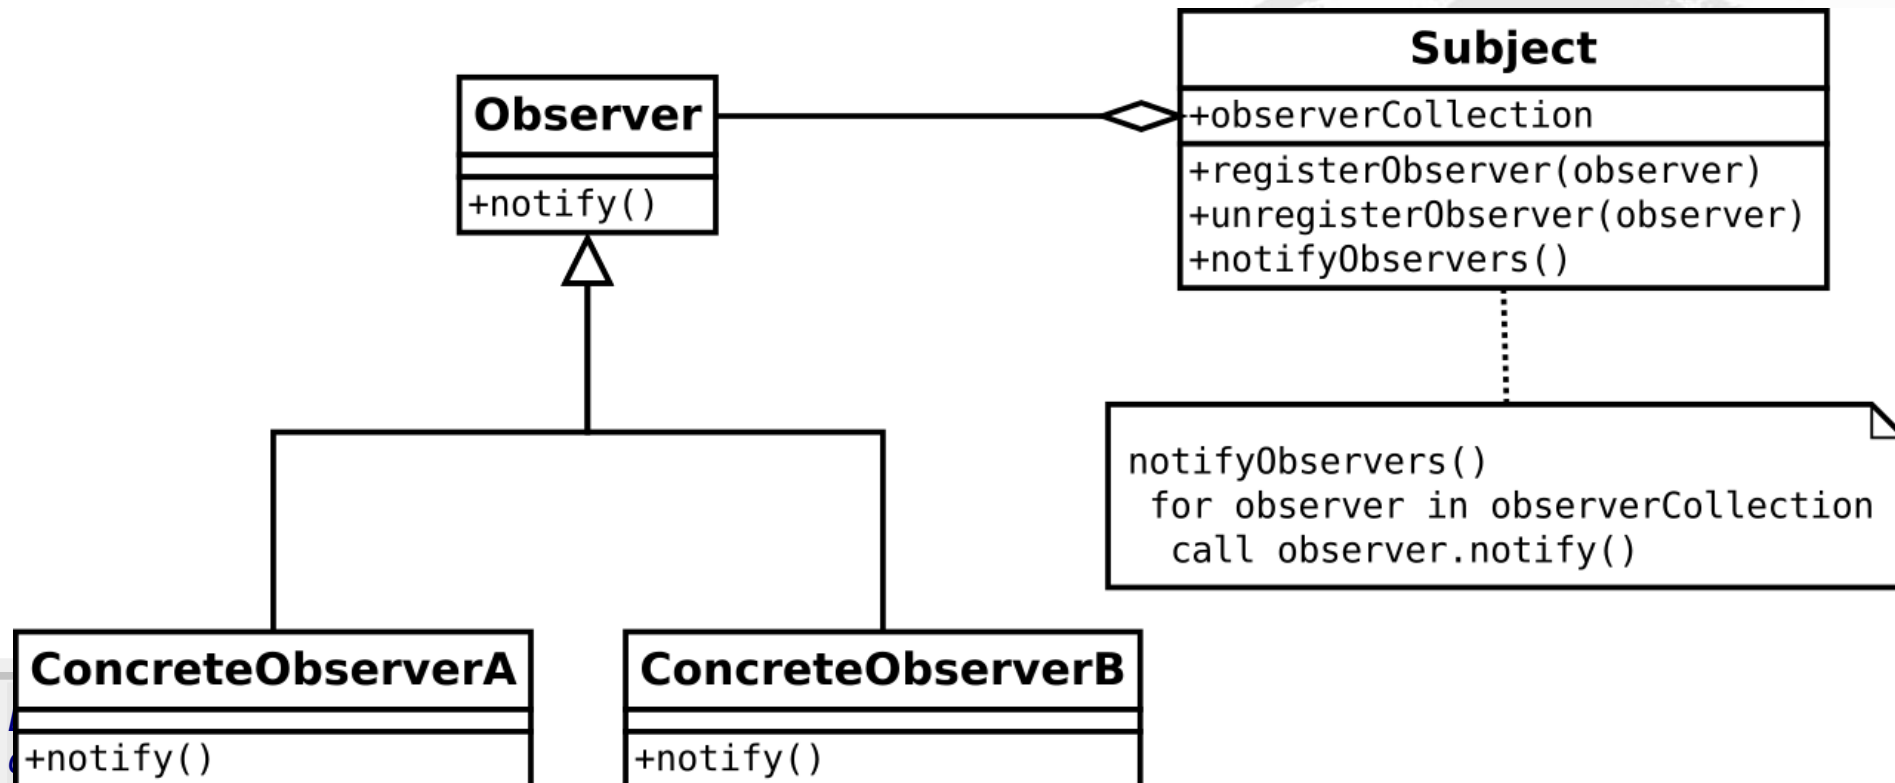 Subject
+observerCollection
+registerObserver(observer)
+unregisterObserver(observer)
+notifyObservers()
Observer
+notify()
notifyObservers()
for observer in observerCollection
call observer.notify()
ConcreteObserverA
+notify()
ConcreteObserverB
+notify()